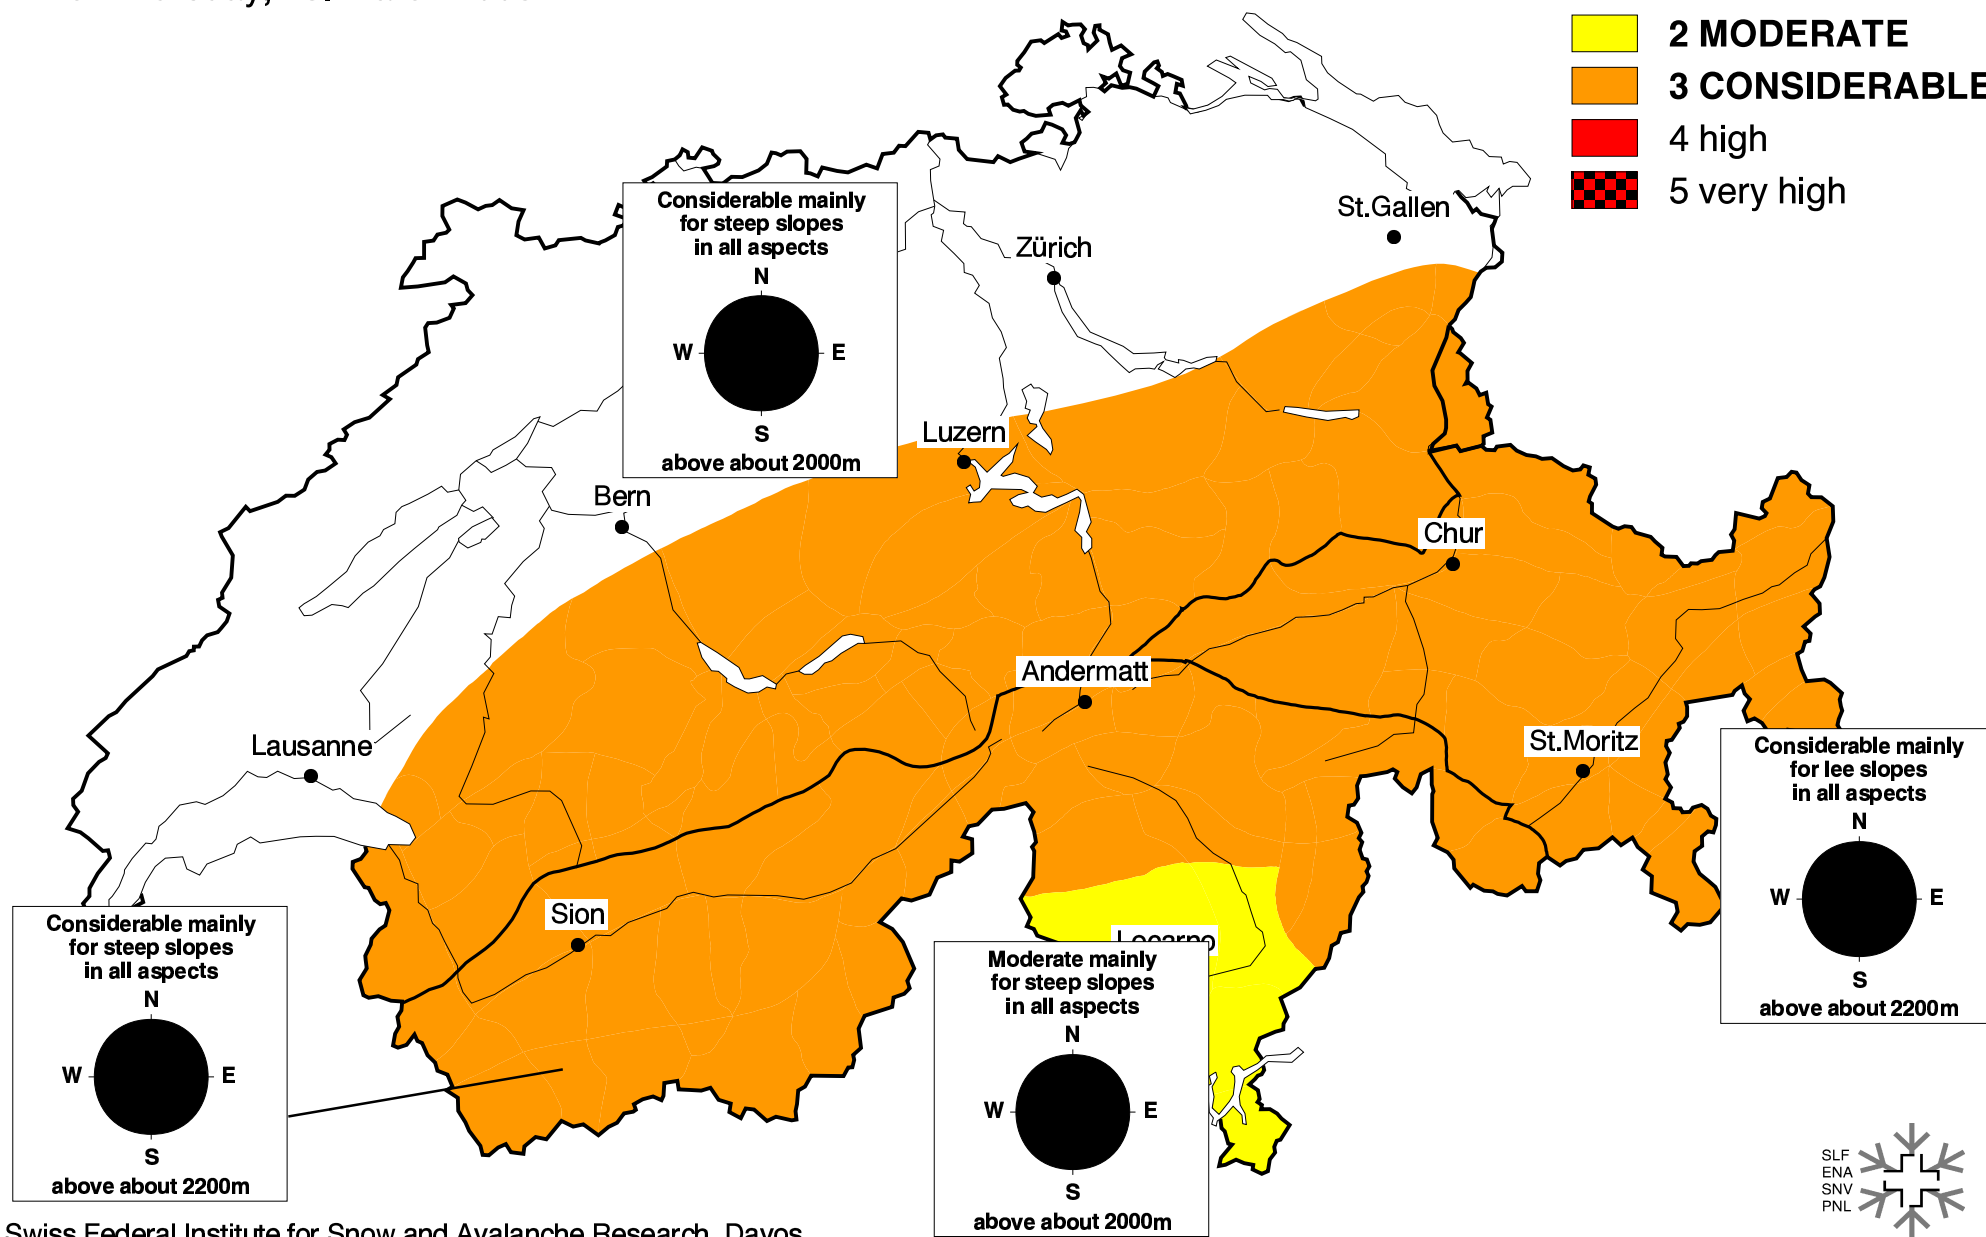 2 MODERATE
3 CONSIDERABLE
4 high
5 very high
St.Gallen
Zürich
Considerable mainly
for steep slopes
in all aspects
N
W E
S
above about 2000m
Luzern
Bern
Chur
Andermatt
Lausanne
St.Moritz
Considerable mainly
for lee slopes
in all aspects
N
W E
S
above about 2200m
Sion
Considerable mainly
for steep slopes
in all aspects
N
W E
S
above about 2200m
Locarno
Moderate mainly
for steep slopes
in all aspects
N
W E
S
above about 2000m
SLF
ENA
SNV
PNL
Swiss Federal Institute for Snow and Avalanche Research, Davos